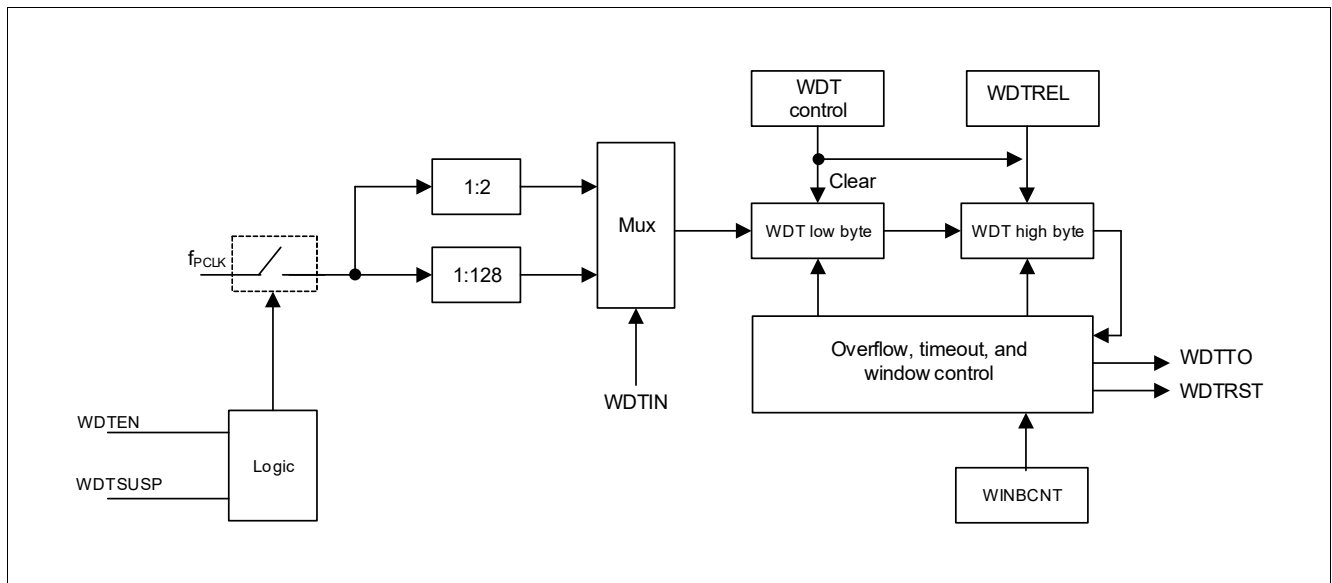 WDT
control
WDTREL
1:2
Clear
Mux
WDT low byte
WDT high byte
fPCLK
1:128
Overflow, timeout, and
window control
WDTTO
WDTRST
WDTIN
WDTEN
Logic
WDTSUSP
WINBCNT